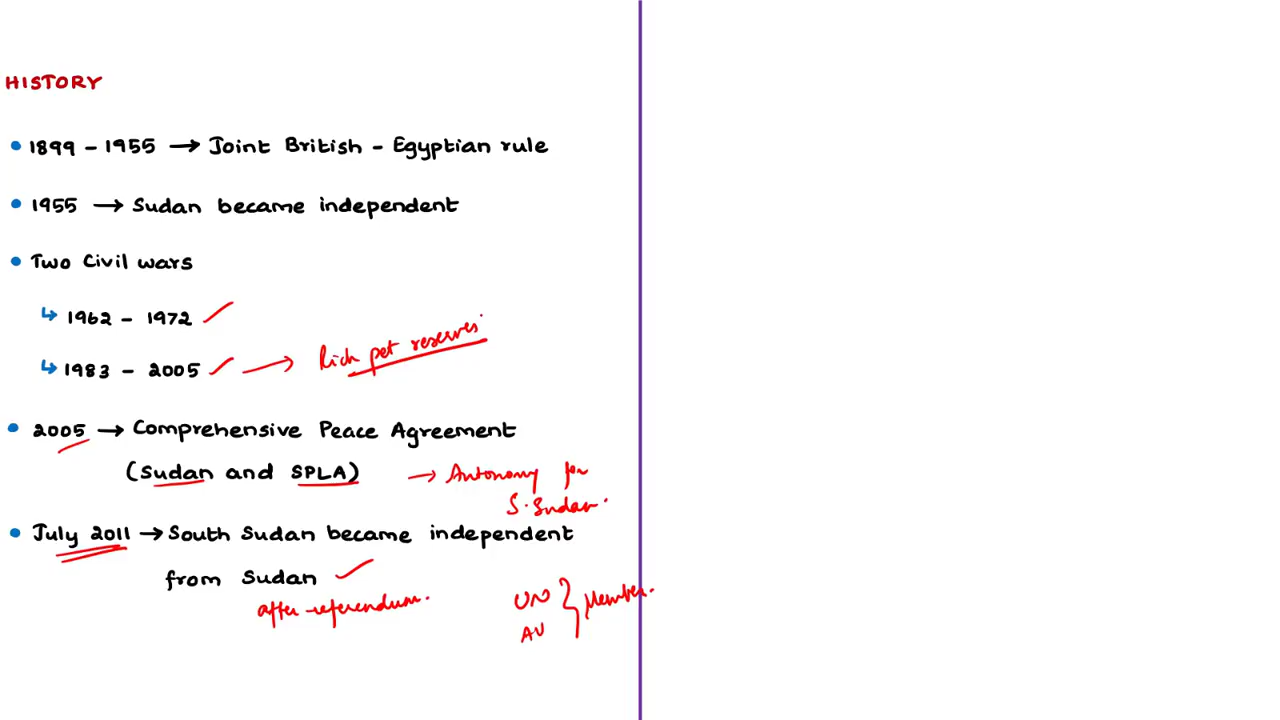 HISTORY
• 1899 - 1955 → Joint British - Egyptian rule
• 1955 → Sudan became independent
• Two Civil wars
↳ 1962 - 1972 ✓
↳ 1983 - 2005 ✓ → Rich pet reserves
• 2005 → Comprehensive Peace Agreement
(Sudan and SPLA) → Autonomy for
S. Sudan.
• July 2011 → South Sudan became independent
from Sudan ✓
after referendum.
UN } Member.
AU